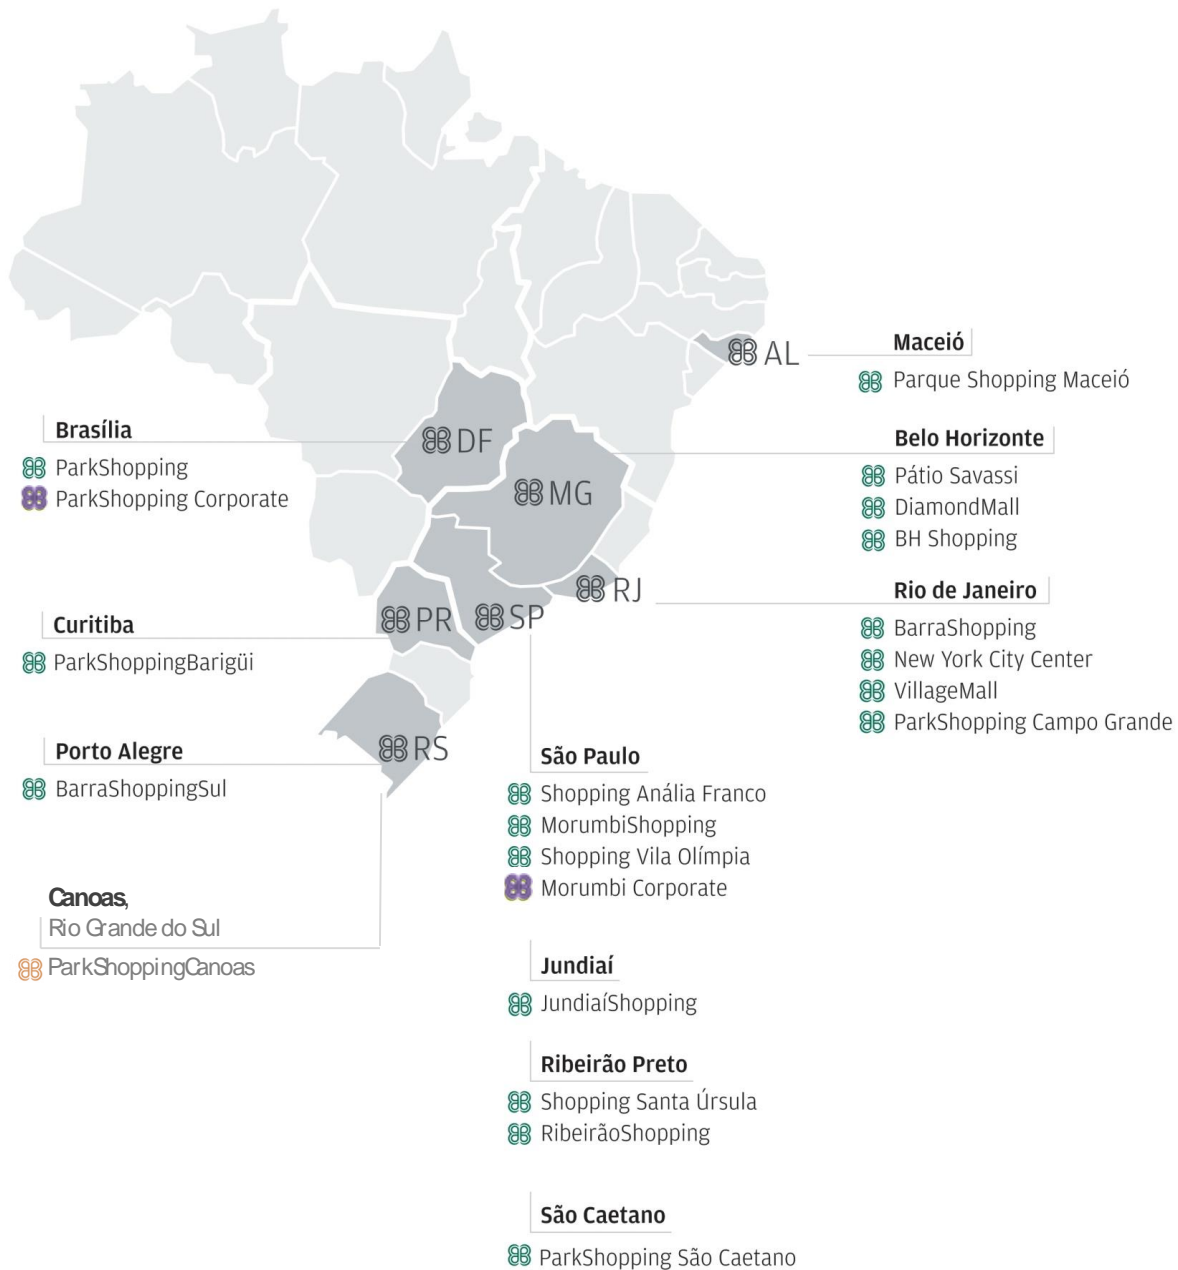 AL
DF
MG
RJ
PR
SP
RS
Maceió
Parque Shopping Maceió
Brasília
ParkShopping
ParkShopping Corporate
Belo Horizonte
Pátio Savassi
DiamondMall
BH Shopping
Rio de Janeiro
BarraShopping
New York City Center
VillageMall
ParkShopping Campo Grande
Curitiba
ParkShoppingBarigüi
Porto Alegre
BarraShoppingSul
Canoas,
Rio Grande do Sul
ParkShoppingCanoas
São Paulo
Shopping Anália Franco
MorumbiShopping
Shopping Vila Olímpia
Morumbi Corporate
Jundiaí
JundiaíShopping
Ribeirão Preto
Shopping Santa Úrsula
RibeirãoShopping
São Caetano
ParkShopping São Caetano